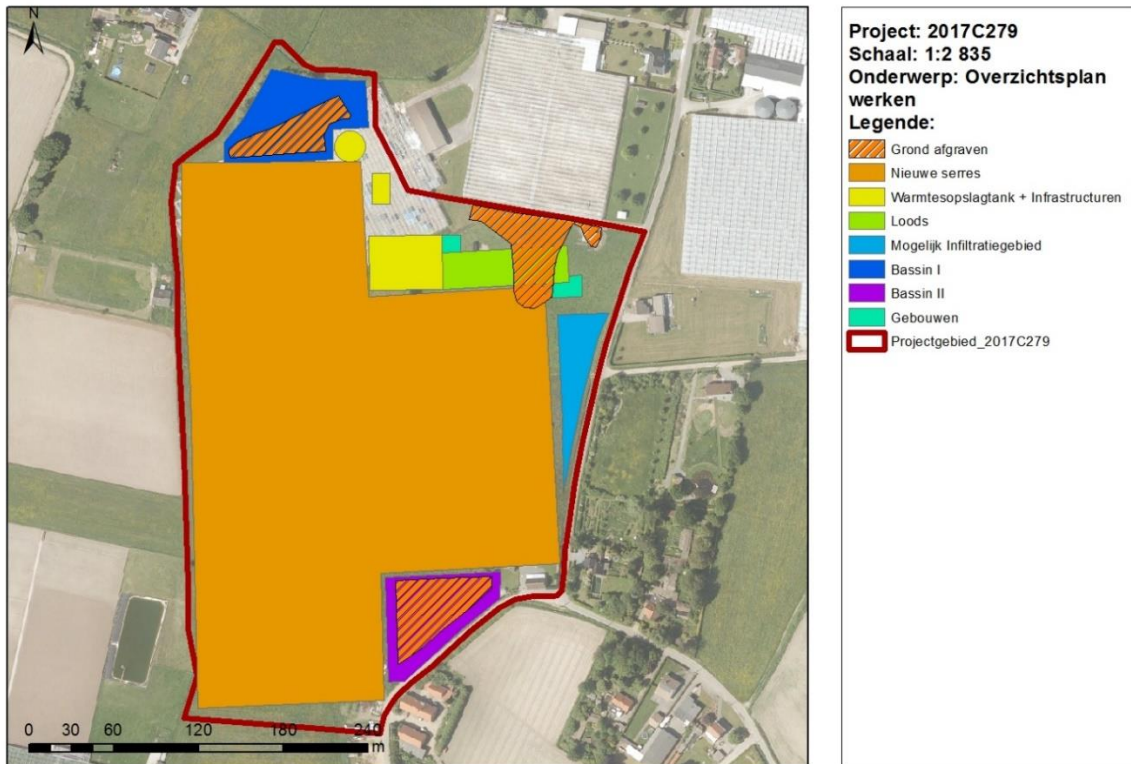 N
0 30 60 120 180 240
m
Project: 2017C279
Schaal: 1:2 835
Onderwerp: Overzichtsplan
werken
Legende:
Grond afgraven
Nieuwe serres
Warmtesopslagtank + Infrastructuren
Loods
Mogelijk Infiltratiegebied
Bassin I
Bassin II
Gebouwen
Projectgebied_2017C279